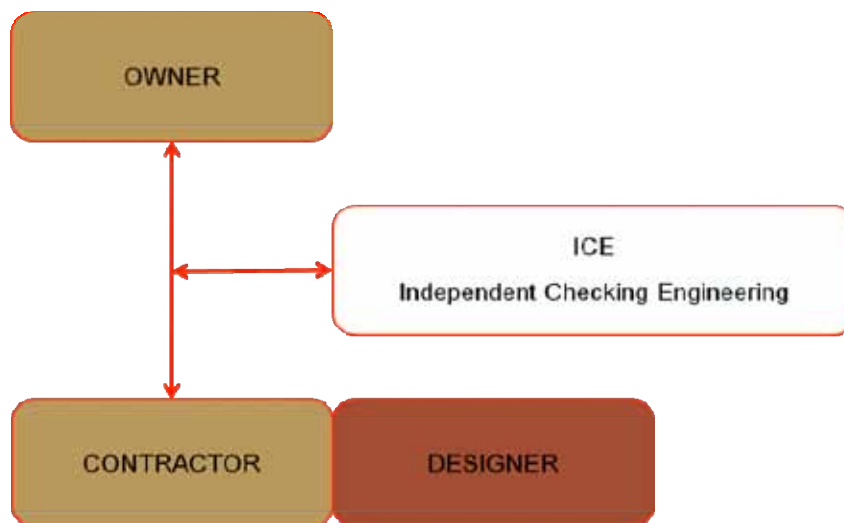 OWNER
ICE
Independent Checking Engineering
CONTRACTOR
DESIGNER